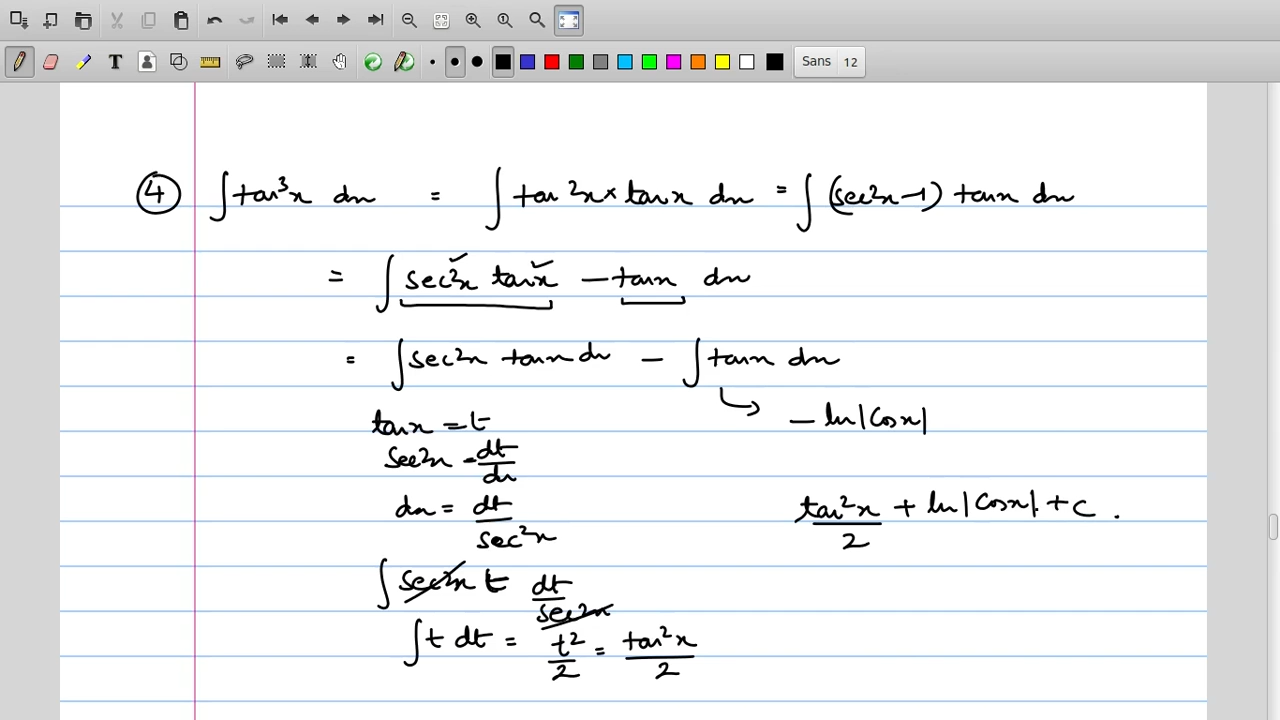 Sans 12
④ ∫tan³x dx = ∫tan²x × tanx dx = ∫(sec²x-1) tanx dx
= ∫ sec²x tanx - tanx dx
= ∫sec²x tanx dx - ∫tanx dx
tanx = t
- ln|Cosx|
sec²x = dt/dx
dx = dt/sec²x
tan²x/2 + ln|Cosx| + C.
∫ sec²x t dt/sec²x
∫t dt = t²/2 = tan²x/2